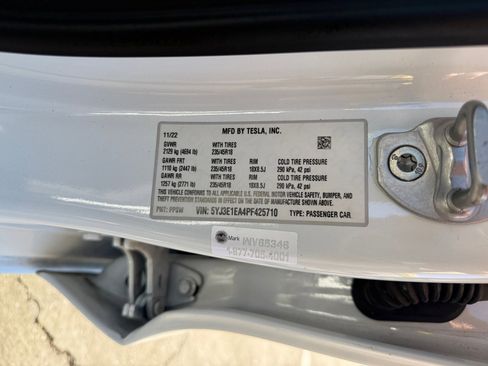 11/22 MFD BY TESLA, INC.
GVWR WITH TIRES
2129 kg (4694 lb) 235/45R18
GAWR FRT WITH TIRES RIM COLD TIRE PRESSURE
1110 kg (2447 lb) 235/45R18 18X8.5J 290 kPa, 42 psi
GAWR RR WITH TIRES RIM COLD TIRE PRESSURE
1257 kg (2771 lb) 235/45R18 18X8.5J 290 kPa, 42 psi
THIS VEHICLE CONFORMS TO ALL APPLICABLE U.S. FEDERAL MOTOR VEHICLE SAFETY, BUMPER, AND
THEFT PREVENTION STANDARDS IN EFFECT ON THE DATE OF MANUFACTURE SHOWN ABOVE.
PNT: PPSW VIN: 5YJ3E1EA4PF425710 TYPE: PASSENGER CAR
Mark WV65346